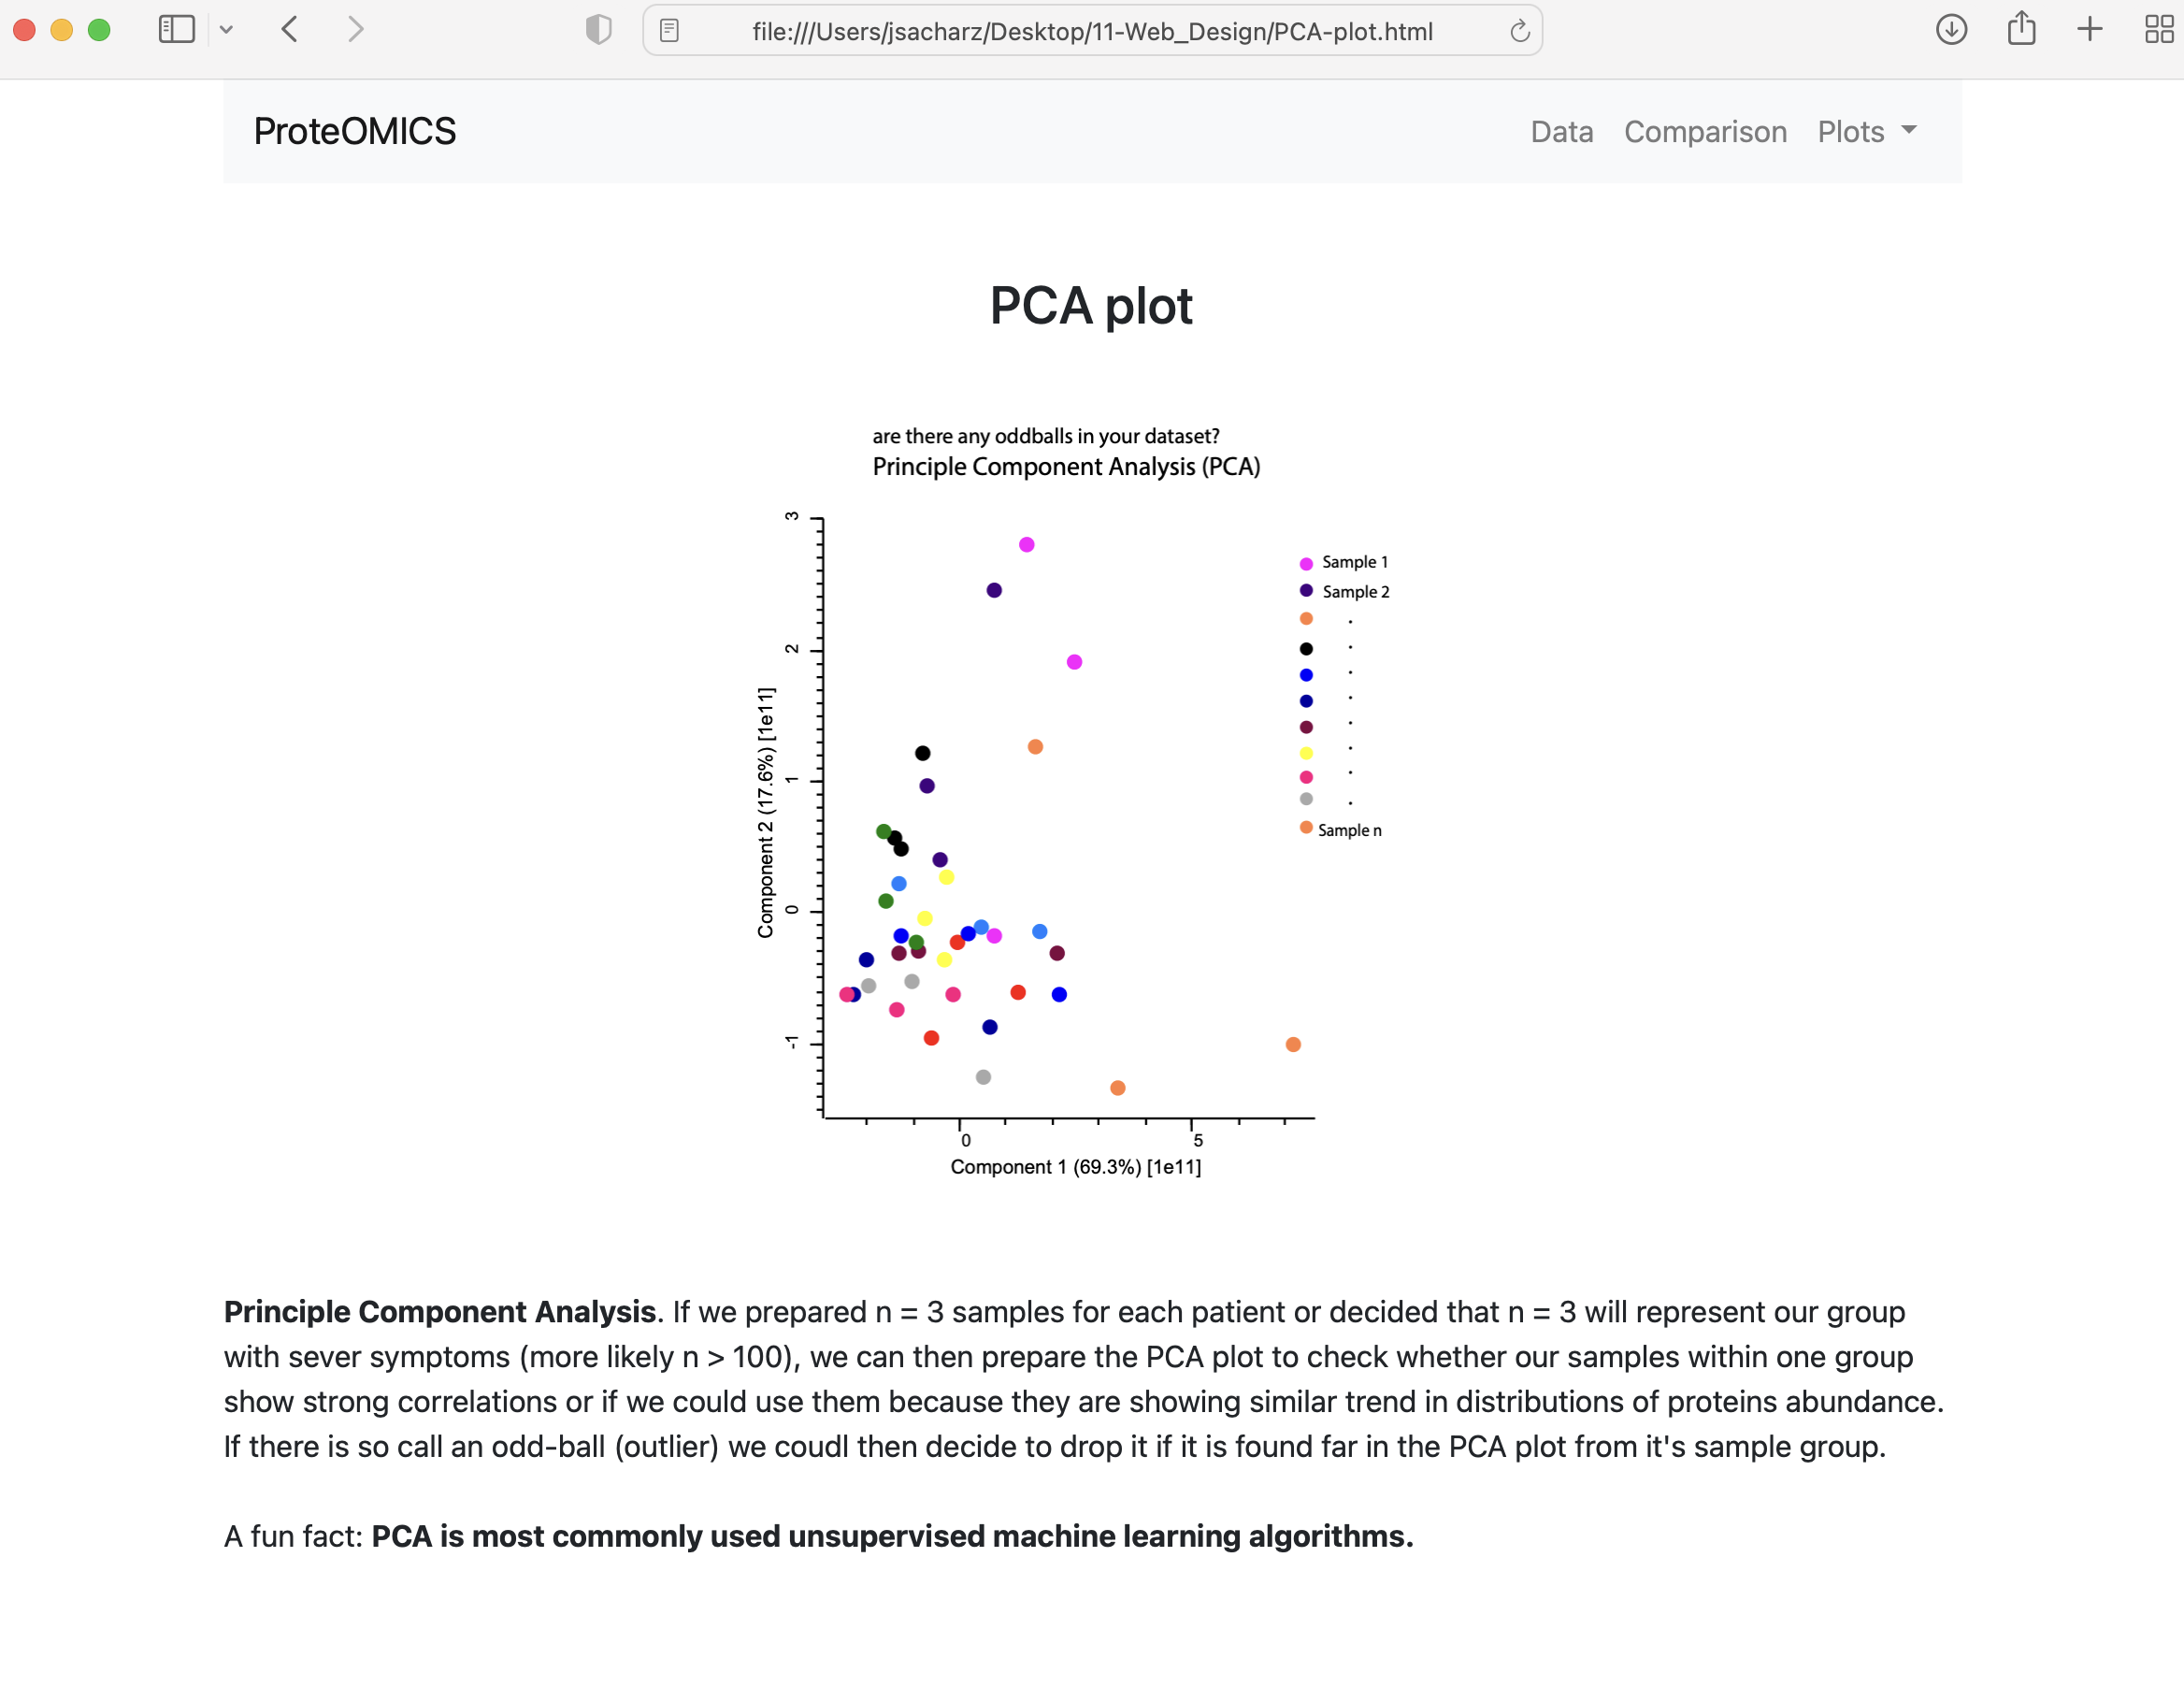 file:///Users/jsacharz/Desktop/11-Web_Design/PCA-plot.html
ProteOMICS
Data Comparison Plots
PCA plot
are there any oddballs in your dataset?
Principle Component Analysis (PCA)
3
2
1
0
-1
Component 2 (17.6%) [1e11]
Sample 1
Sample 2
.
.
.
.
.
.
.
.
Sample n
0 5
Component 1 (69.3%) [1e11]
Principle Component Analysis. If we prepared n = 3 samples for each patient or decided that n = 3 will represent our group
with sever symptoms (more likely n > 100), we can then prepare the PCA plot to check whether our samples within one group
show strong correlations or if we could use them because they are showing similar trend in distributions of proteins abundance.
If there is so call an odd-ball (outlier) we coudl then decide to drop it if it is found far in the PCA plot from it's sample group.
A fun fact: PCA is most commonly used unsupervised machine learning algorithms.